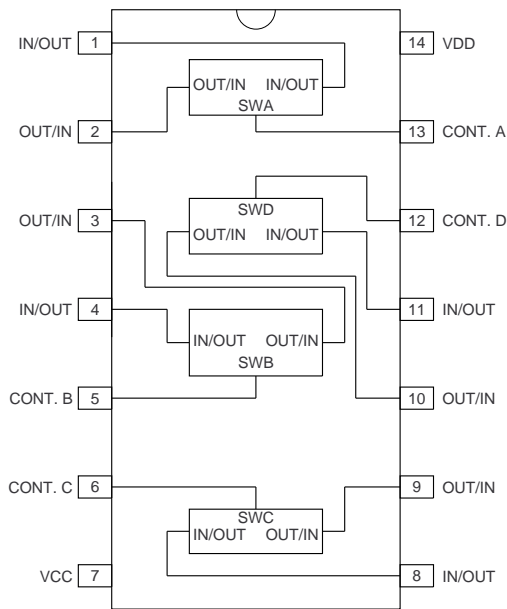 IN/OUT 1 14 VDD
OUT/IN IN/OUT
SWA
OUT/IN 2 13 CONT. A
SWD
OUT/IN 3 12 CONT. D
OUT/IN IN/OUT
IN/OUT 4 11 IN/OUT
IN/OUT OUT/IN
SWB
CONT. B 5 10 OUT/IN
CONT. C 6 9 OUT/IN
SWC
IN/OUT OUT/IN
VCC 7 8 IN/OUT